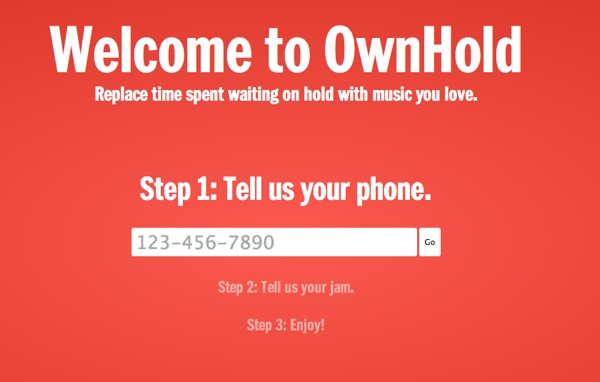 Welcome to OwnHold
Replace time spent waiting on hold with music you love.
Step 1: Tell us your phone.
123-456-7890
Go
Step 2: Tell us your jam.
Step 3: Enjoy!